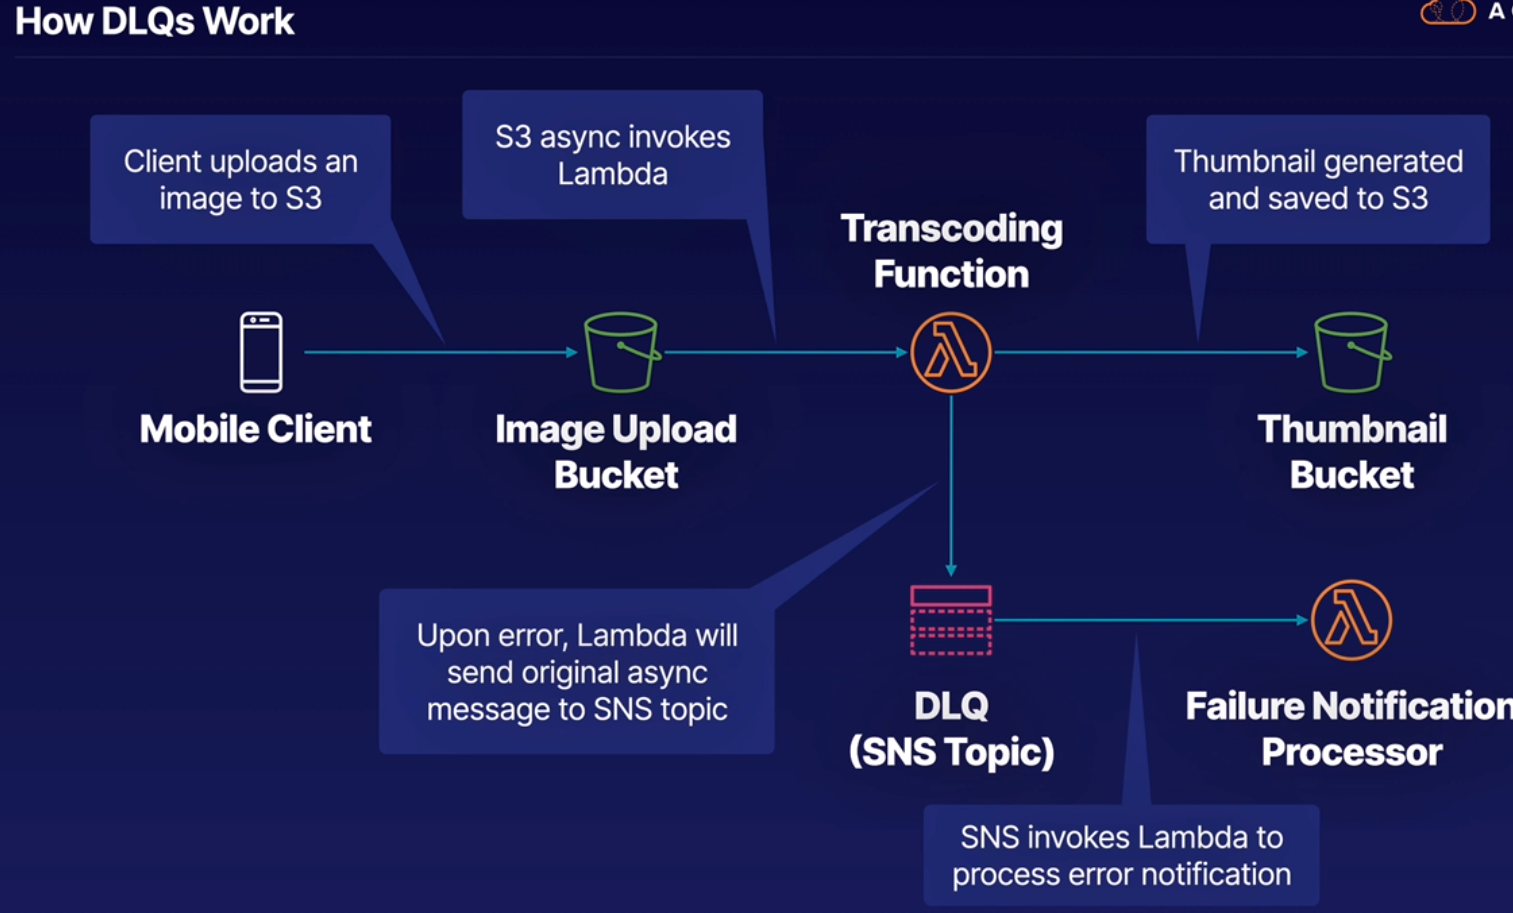 How DLQs Work
Client uploads an
image to S3
S3 async invokes
Lambda
Thumbnail generated
and saved to S3
Transcoding
Function
Mobile Client
Image Upload
Bucket
Thumbnail
Bucket
Upon error, Lambda will
send original async
message to SNS topic
DLQ
(SNS Topic)
Failure Notification
Processor
SNS invokes Lambda to
process error notification